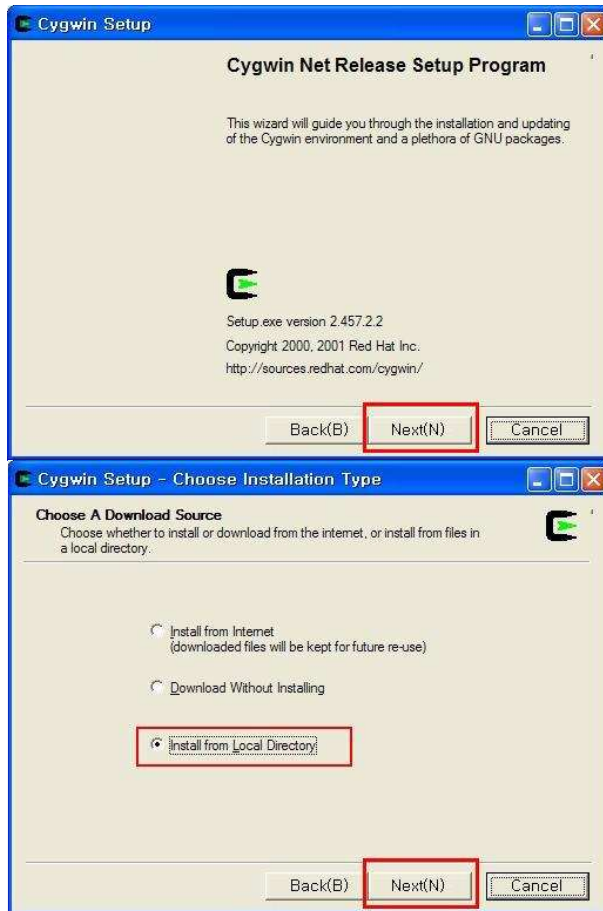 Cygwin Setup
Cygwin Net Release Setup Program
This wizard will guide you through the installation and updating
of the Cygwin environment and a plethora of GNU packages.
Setup.exe version 2.457.2.2
Copyright 2000, 2001 Red Hat Inc.
http://sources.redhat.com/cygwin/
Back(B)
Next(N)
Cancel
Cygwin Setup - Choose Installation Type
Choose A Download Source
Choose whether to install or download from the internet, or install from files in
a local directory.
Install from Internet
(downloaded files will be kept for future re-use)
Download Without Installing
Install from Local Directory
Back(B)
Next(N)
Cancel